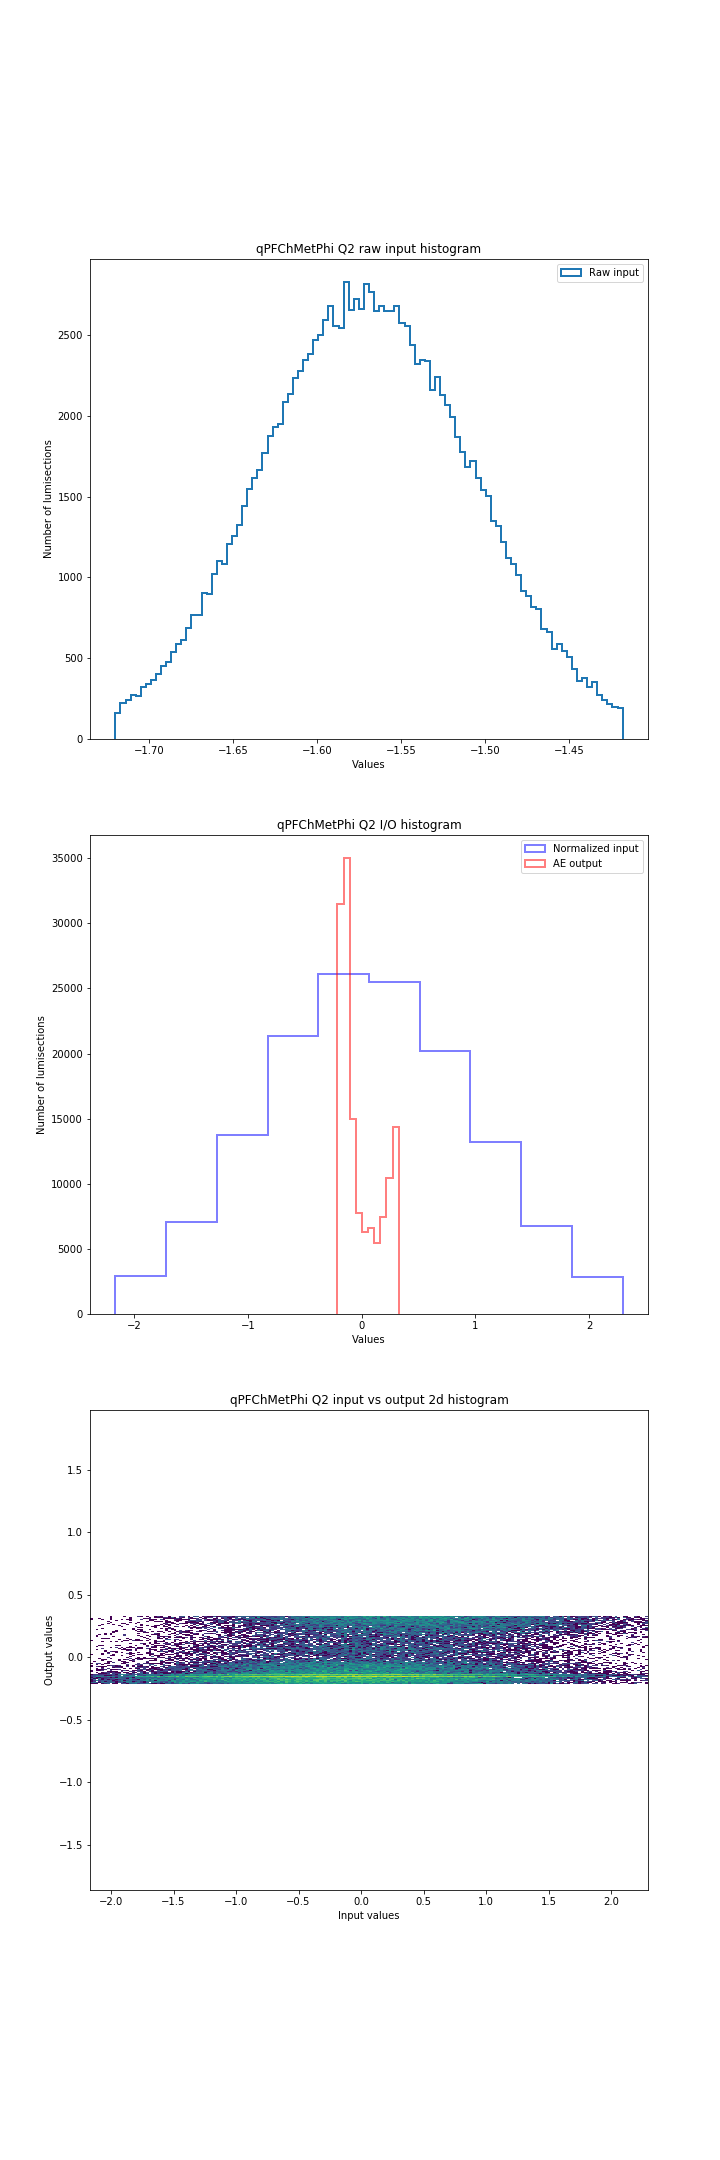 qPFChMetPhi Q2 raw input histogram
Raw input
2500
2000
1500
1000
500
0
Number of lumisections
−1.70 −1.65 −1.60 −1.55 −1.50 −1.45
Values
qPFChMetPhi Q2 I/O histogram
Normalized input
AE output
35000
30000
25000
20000
15000
10000
5000
0
Number of lumisections
−2 −1 0 1 2
Values
qPFChMetPhi Q2 input vs output 2d histogram
1.5
1.0
0.5
0.0
−0.5
−1.0
−1.5
Output values
−2.0 −1.5 −1.0 −0.5 0.0 0.5 1.0 1.5 2.0
Input values